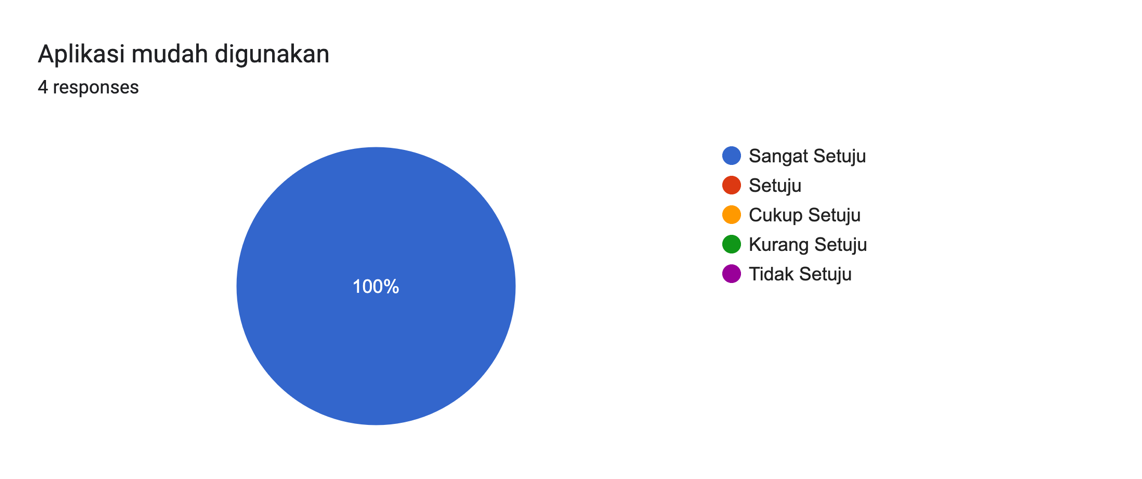 Aplikasi mudah digunakan
4 responses
100%
Sangat Setuju
Setuju
Cukup Setuju
Kurang Setuju
Tidak Setuju